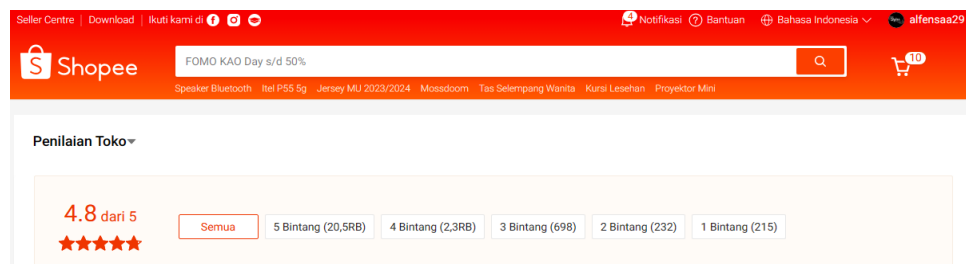 Seller Centre | Download | Ikuti kami di
4 Notifikasi Bantuan Bahasa Indonesia alfensaa29
Shopee
FOMO KAO Day s/d 50%
10
Speaker Bluetooth Itel P55 5g Jersey MU 2023/2024 Mossdoom Tas Selempang Wanita Kursi Lesehan Proyektor Mini
Penilaian Toko
4.8 dari 5
Semua
5 Bintang (20,5RB)
4 Bintang (2,3RB)
3 Bintang (698)
2 Bintang (232)
1 Bintang (215)